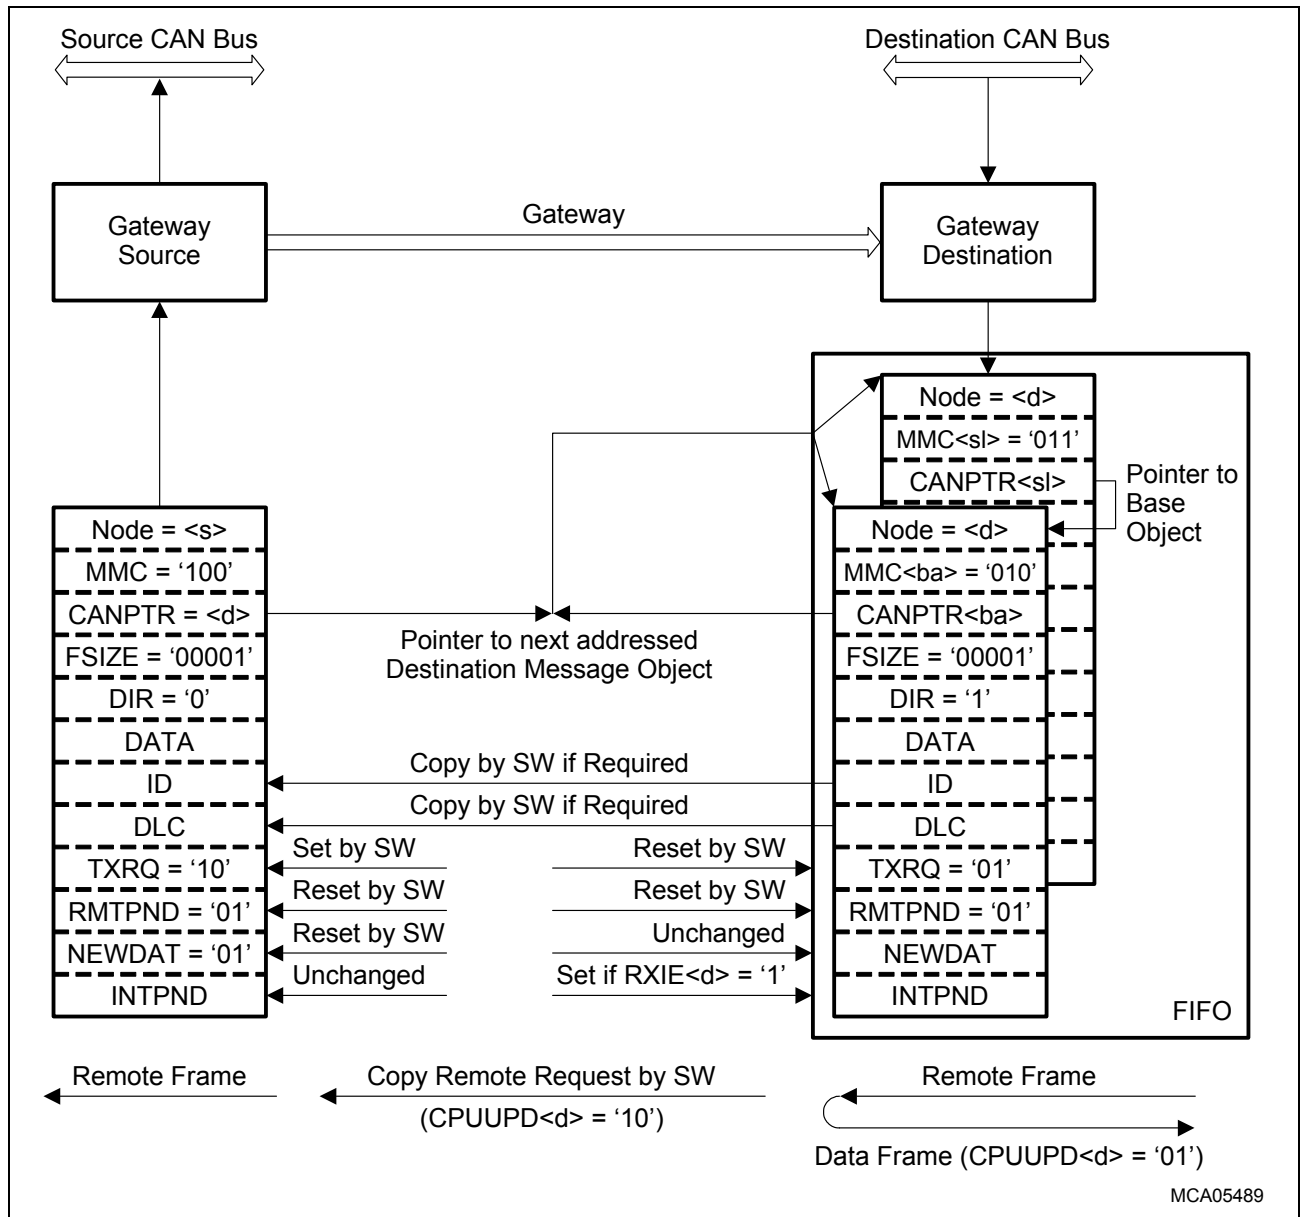 Source CAN Bus
Destination CAN Bus
Gateway
Source
Gateway
Gateway
Destination
Node = <d>
MMC<sl> = ‘011’
CANPTR<sl>
Pointer to
Base
Object
Node = <s>
MMC = ‘100’
CANPTR = <d>
FSIZE = ‘00001’
DIR = ‘0’
DATA
ID
DLC
TXRQ = ‘10’
RMTPND = ‘01’
NEWDAT = ‘01’
INTPND
Pointer to next addressed
Destination Message Object
Copy by SW if Required
Copy by SW if Required
Set by SW
Reset by SW
Reset by SW
Unchanged
Reset by SW
Reset by SW
Unchanged
Set if RXIE<d> = ‘1’
Node = <d>
MMC<ba> = ‘010’
CANPTR<ba>
FSIZE = ‘00001’
DIR = ‘1’
DATA
ID
DLC
TXRQ = ‘01’
RMTPND = ‘01’
NEWDAT
INTPND
FIFO
Remote Frame
Copy Remote Request by SW
(CPUUPD<d> = ‘10’)
Remote Frame
Data Frame (CPUUPD<d> = ‘01’)
MCA05489